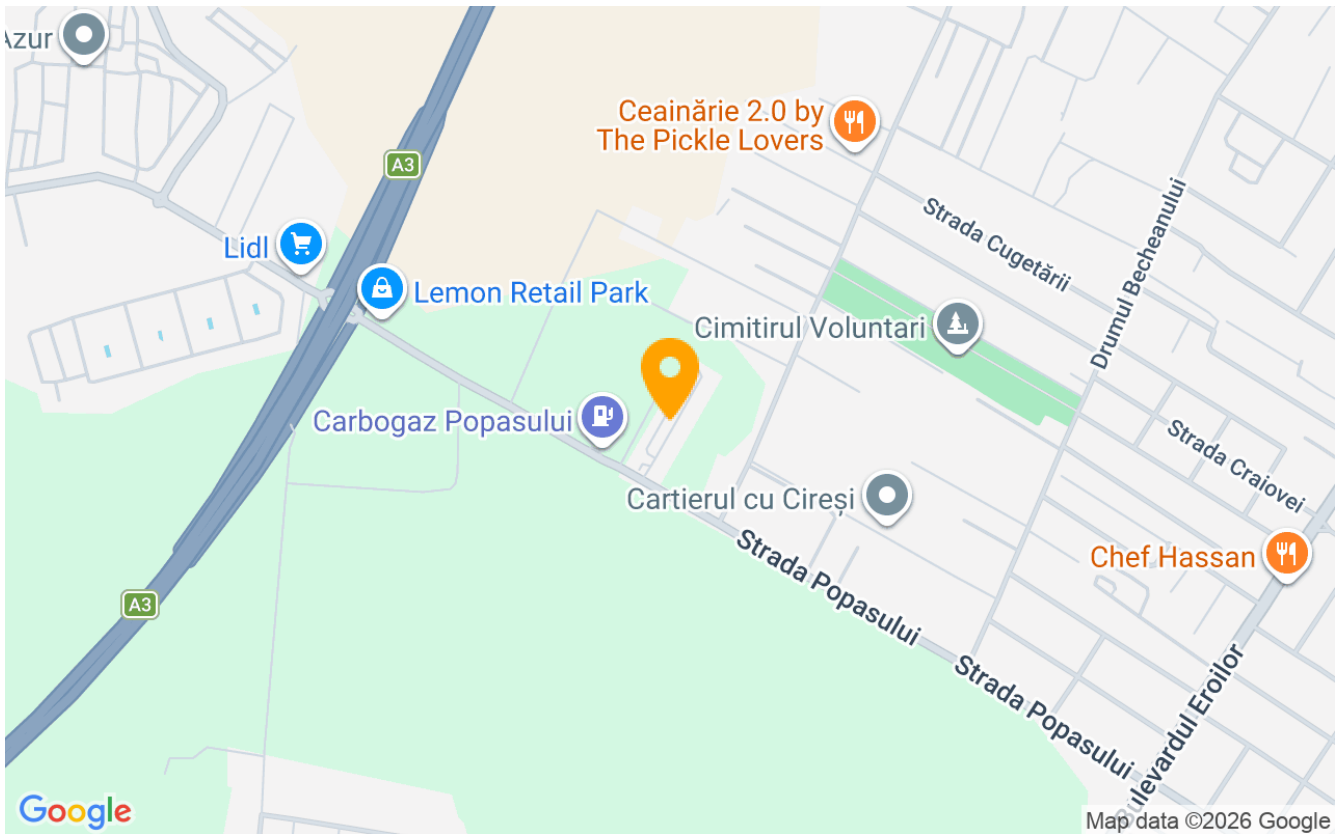 Azur
A3
Ceainărie 2.0 by
The Pickle Lovers
Strada Cugetării
Drumul Becheanului
Lidl
Lemon Retail Park
Cimitirul Voluntari
Carbogaz Popasului
Strada Craiovei
Cartierul cu Cireși
Strada Popasului
Chef Hassan
A3
Strada Popasului
Bulevardul Eroilor
Google
Map data ©2026 Google